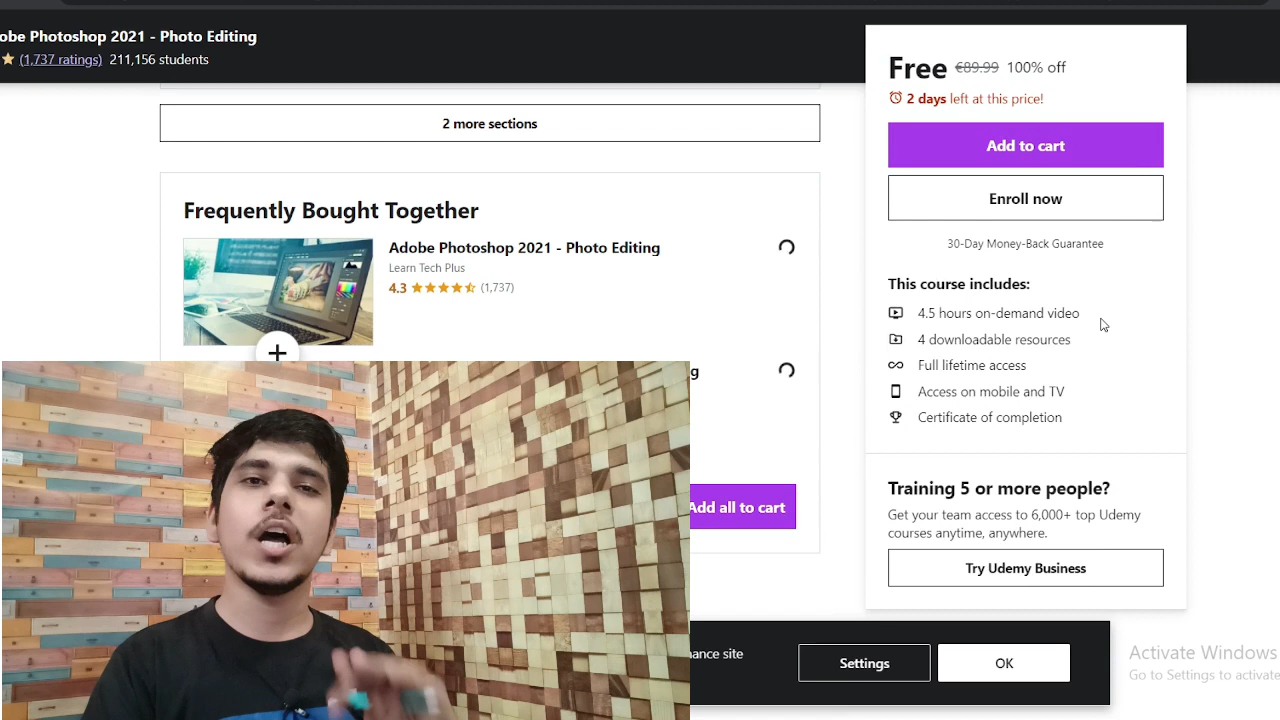 obe Photoshop 2021 - Photo Editing
(1,737 ratings) 211,156 students
2 more sections
Frequently Bought Together
Adobe Photoshop 2021 - Photo Editing
Learn Tech Plus
4.3 (1,737)
g
Add all to cart
Free €89.99 100% off
2 days left at this price!
Add to cart
Enroll now
30-Day Money-Back Guarantee
This course includes:
4.5 hours on-demand video
4 downloadable resources
Full lifetime access
Access on mobile and TV
Certificate of completion
Training 5 or more people?
Get your team access to 6,000+ top Udemy
courses anytime, anywhere.
Try Udemy Business
ance site
Settings
OK
Activate Windows
Go to Settings to activate